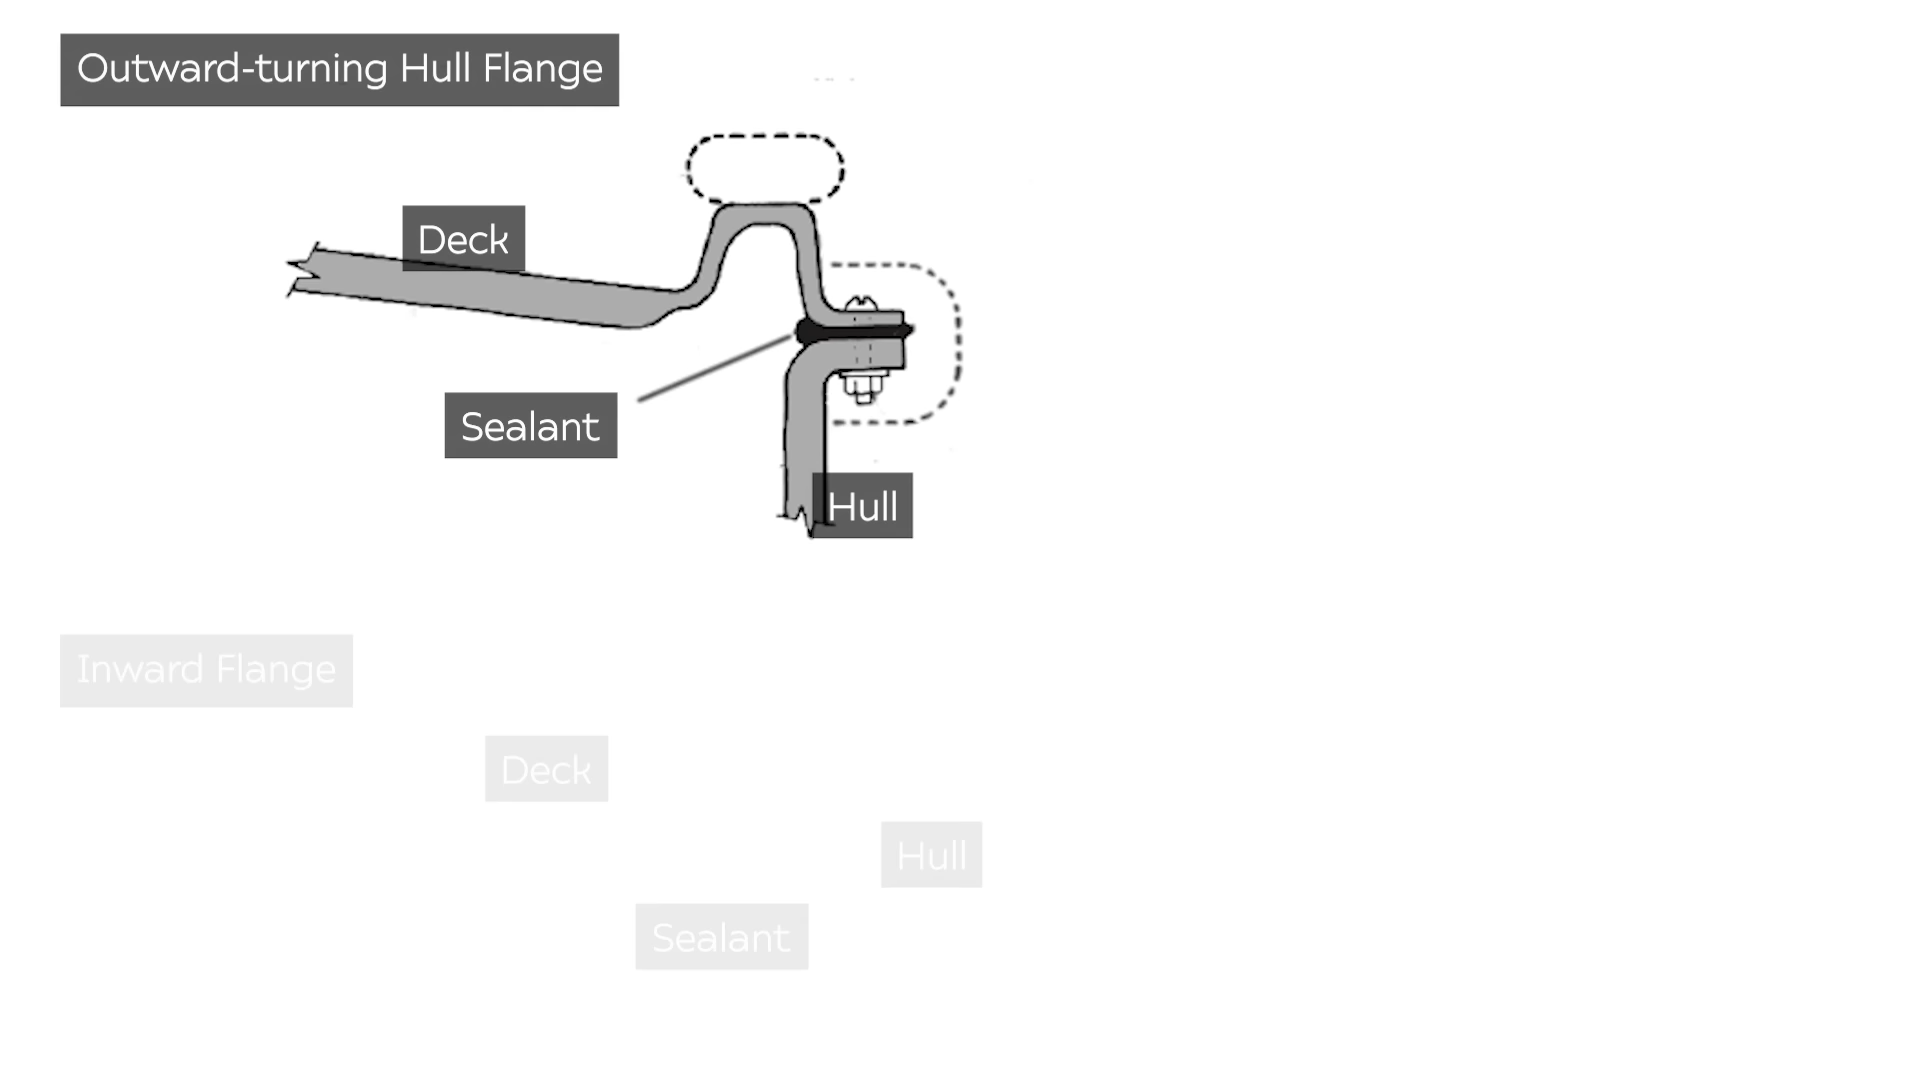 Outward-turning Hull Flange
Deck
Sealant
Hull
Inward Flange
Deck
Hull
Sealant